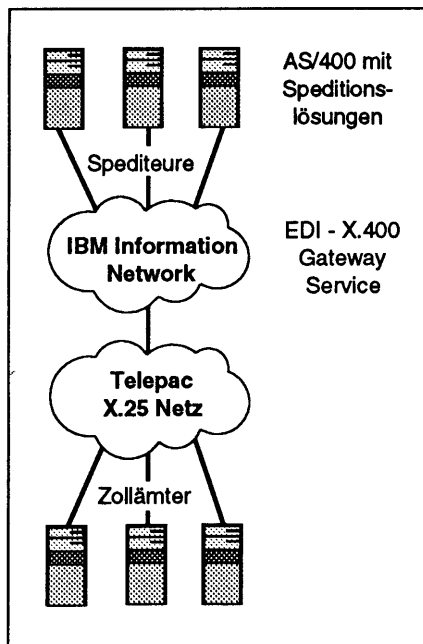 AS/400 mit
Speditions-
lösungen
Spediteure
IBM Information
Network
EDI - X.400
Gateway
Service
Telepac
X.25 Netz
Zollämter